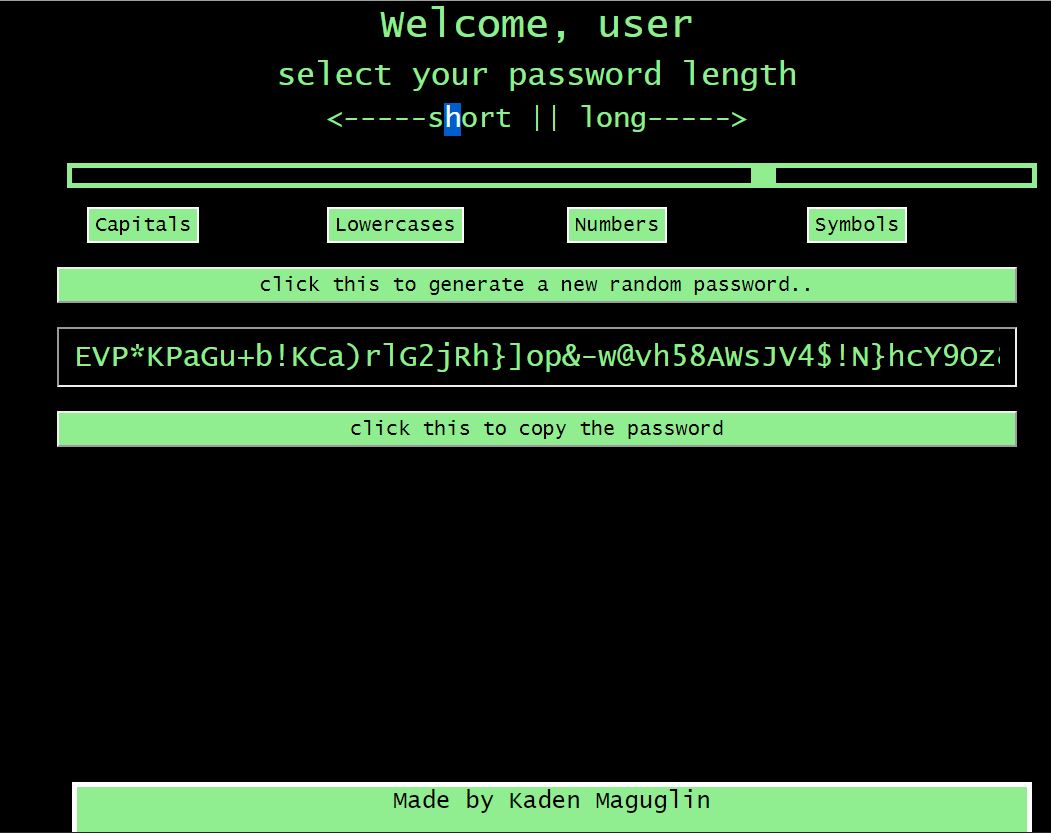 Welcome, user
select your password length
<-----short || long----->
Capitals Lowercases Numbers Symbols
click this to generate a new random password..
EVP*KPaGu+b!KCa)rlG2jRh}]op&-w@vh58AWsJV4$!N}hcY9Oz
click this to copy the password
Made by Kaden Maguglin